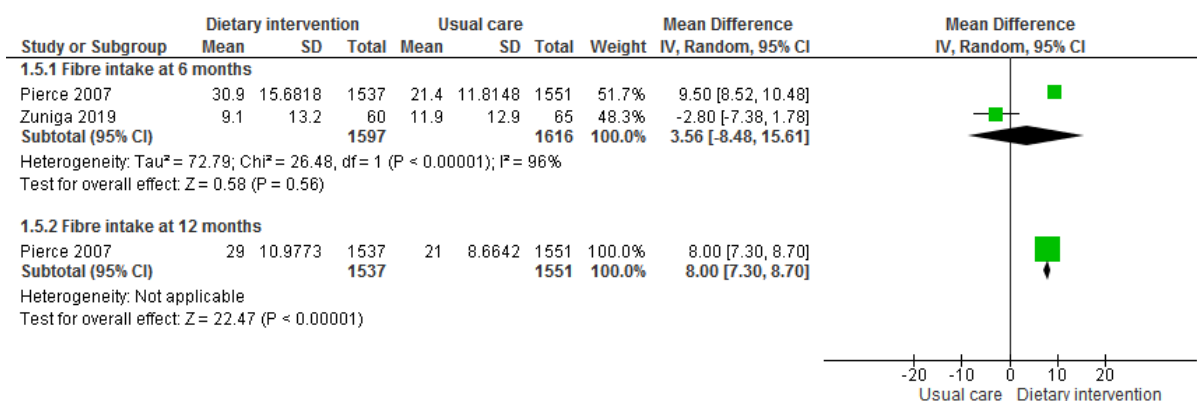 Dietary intervention Usual care Mean Difference Mean Difference
Study or Subgroup Mean SD Total Mean SD Total Weight IV, Random, 95% CI IV, Random, 95% CI
1.5.1 Fibre intake at 6 months
Pierce 2007 30.9 15.6818 1537 21.4 11.8148 1551 51.7% 9.50 [8.52, 10.48]
Zuniga 2019 9.1 13.2 60 11.9 12.9 65 48.3% -2.80 [-7.38, 1.78]
Subtotal (95% CI) 1597 1616 100.0% 3.56 [-8.48, 15.61]
Heterogeneity: Tau² = 72.79; Chi² = 26.48, df = 1 (P < 0.00001); I² = 96%
Test for overall effect: Z = 0.58 (P = 0.56)
1.5.2 Fibre intake at 12 months
Pierce 2007 29 10.9773 1537 21 8.6642 1551 100.0% 8.00 [7.30, 8.70]
Subtotal (95% CI) 1537 1551 100.0% 8.00 [7.30, 8.70]
Heterogeneity: Not applicable
Test for overall effect: Z = 22.47 (P < 0.00001)
-20 -10 0 10 20
Usual care Dietary intervention